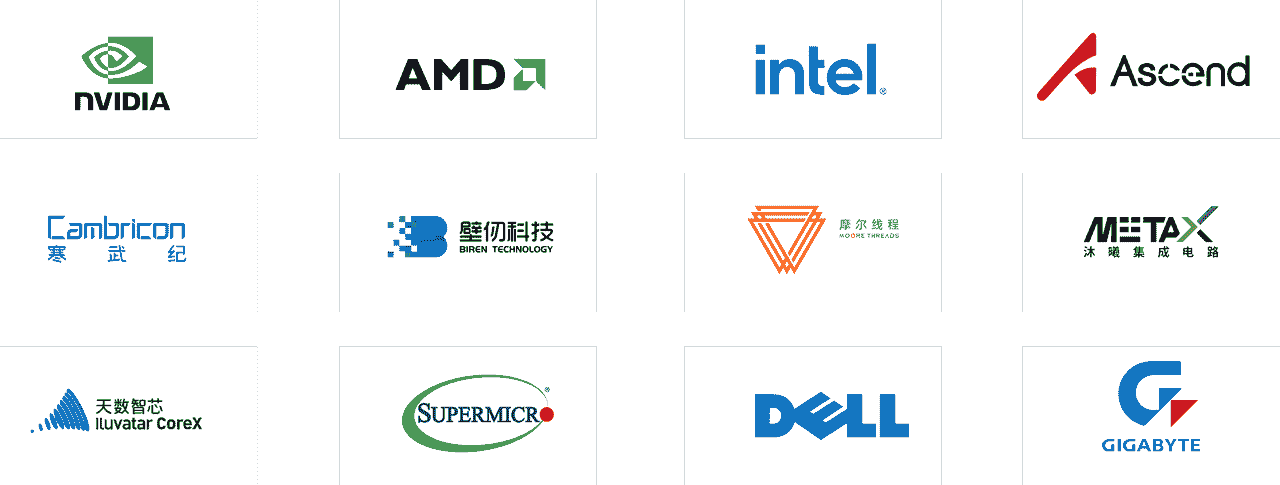 NVIDIA
AMD
intel®
Ascend
Cambricon
寒武纪
壁仞科技
BIREN TECHNOLOGY
摩尔线程
MOORE THREADS
METAX
沐曦集成电路
天数智芯
iluvatar CoreX
SUPERMICR®
DELL
GIGABYTE